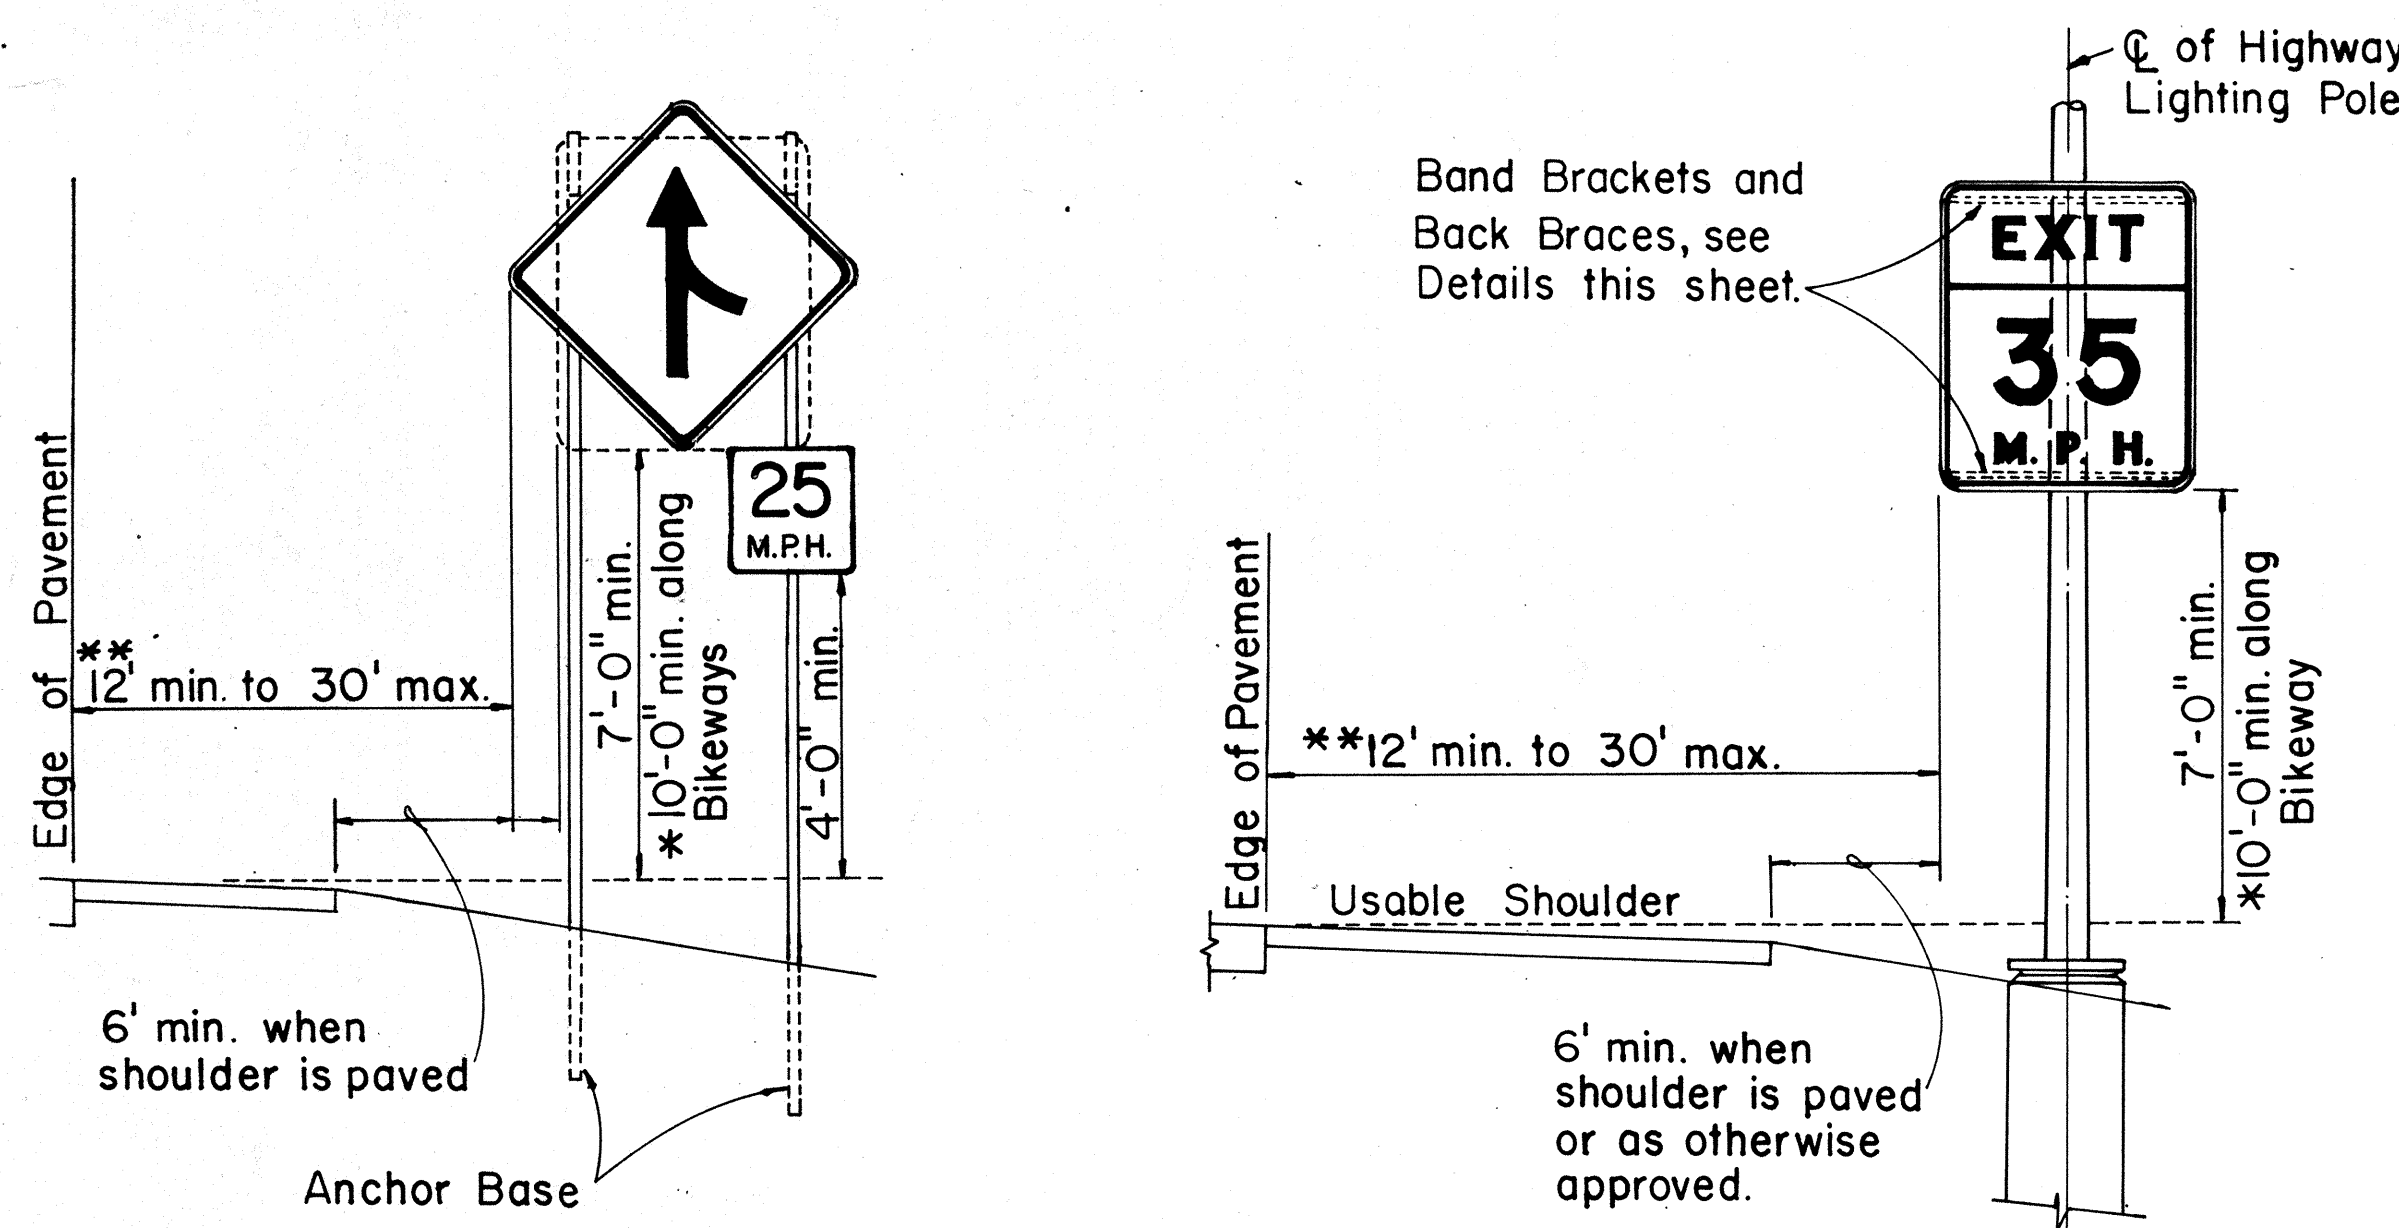 Edge of Pavement
**
12' min. to 30' max.
6' min. when
shoulder is paved
Anchor Base
7'-0" min.
*10'-0" min. along
Bikeways
25
M.P.H.
4'-0" min.
℄ of Highway
Lighting Pole
Band Brackets and
Back Braces, see
Details this sheet.
EXIT
35
M. P. H.
Edge of Pavement
**12' min. to 30' max.
Usable Shoulder
6' min. when
shoulder is paved
or as otherwise
approved.
7'-0" min.
*10'-0" min. along
Bikeway